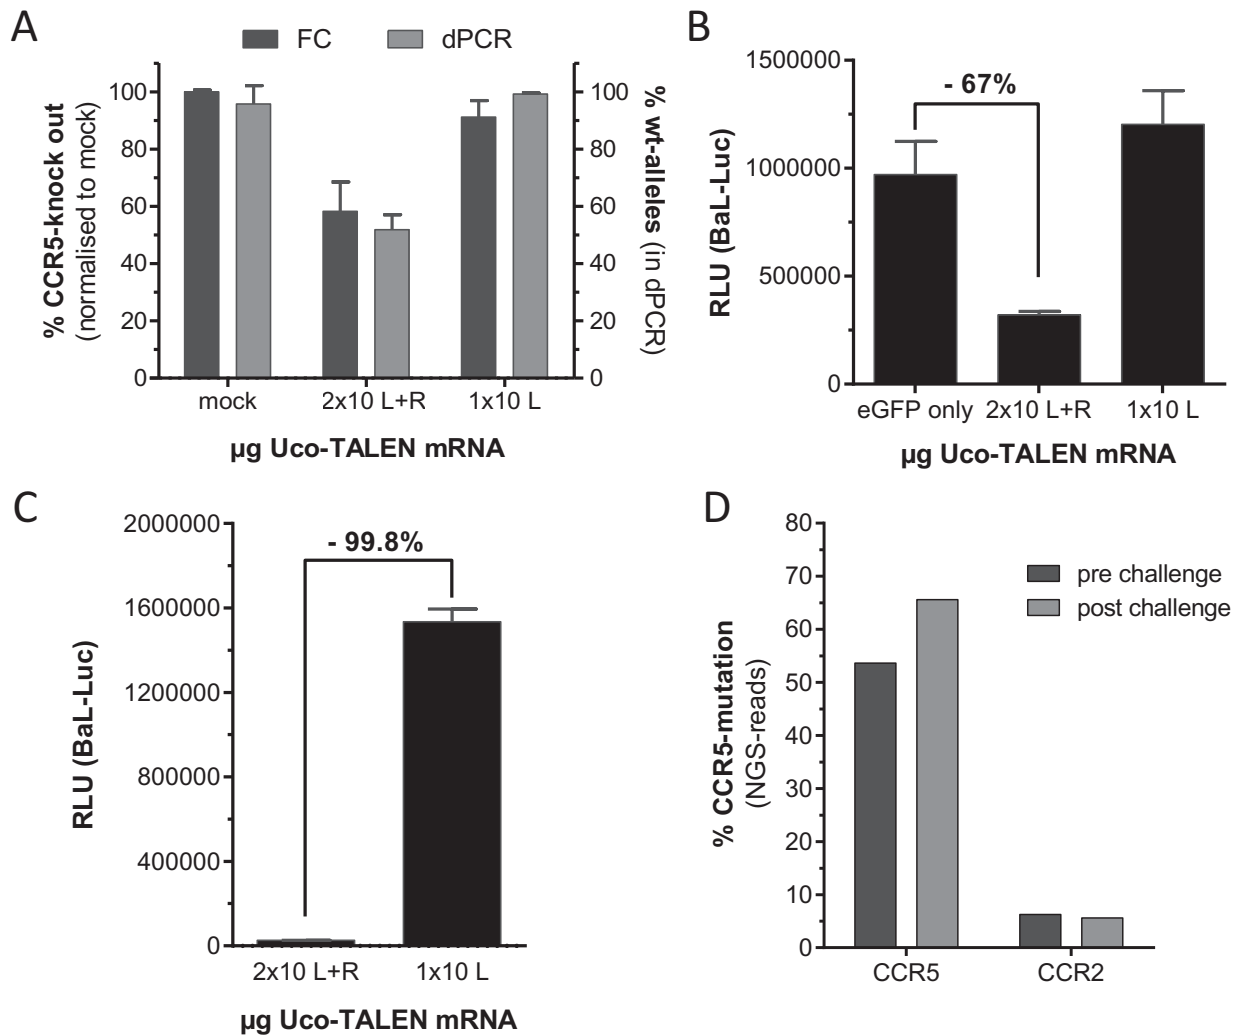 A
FC
dPCR
% CCR5-knock out
(normalised to mock)
100
80
60
40
20
0
100
80
60
40
20
0
% wt-alleles (in dPCR)
mock
2x10 L+R
1x10 L
µg Uco-TALEN mRNA
B
RLU (BaL-Luc)
1500000
1000000
500000
0
- 67%
eGFP only
2x10 L+R
1x10 L
µg Uco-TALEN mRNA
C
RLU (BaL-Luc)
2000000
1600000
1200000
800000
400000
0
- 99.8%
2x10 L+R
1x10 L
µg Uco-TALEN mRNA
D
% CCR5-mutation
(NGS-reads)
80
70
60
50
40
30
20
10
0
pre challenge
post challenge
CCR5
CCR2